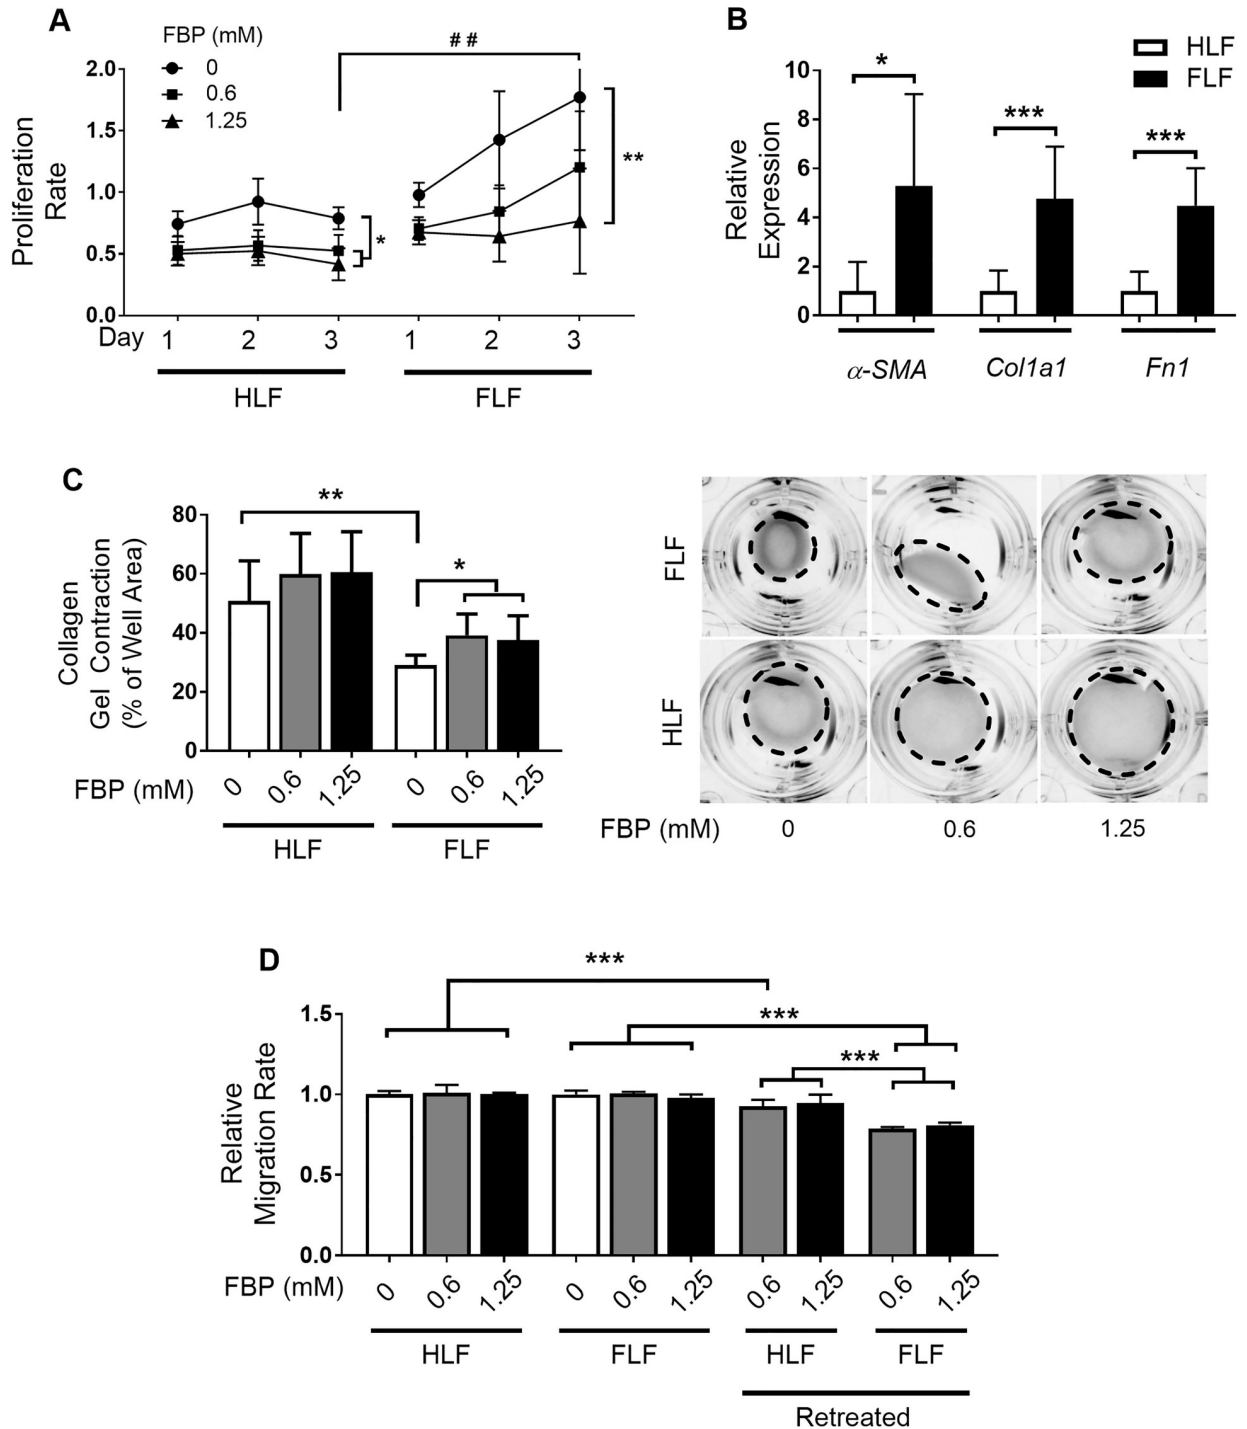 A
FBP (mM)
0
0.6
1.25
##
2.0
1.5
1.0
0.5
0.0
Proliferation
Rate
**
*
Day 1 2 3 1 2 3
HLF FLF
B
HLF
FLF
10
8
6
4
2
0
Relative
Expression
* *** ***
α-SMA Col1a1 Fn1
C
**
*
80
60
40
20
0
Collagen
Gel Contraction
(% of Well Area)
FBP (mM) 0 0.6 1.25 0 0.6 1.25
HLF FLF
FLF
HLF
FBP (mM) 0 0.6 1.25
D
***
***
***
1.5
1.0
0.5
0.0
Relative
Migration Rate
FBP (mM) 0 0.6 1.25 0 0.6 1.25 0.6 1.25 0.6 1.25
HLF FLF HLF FLF
Retreated